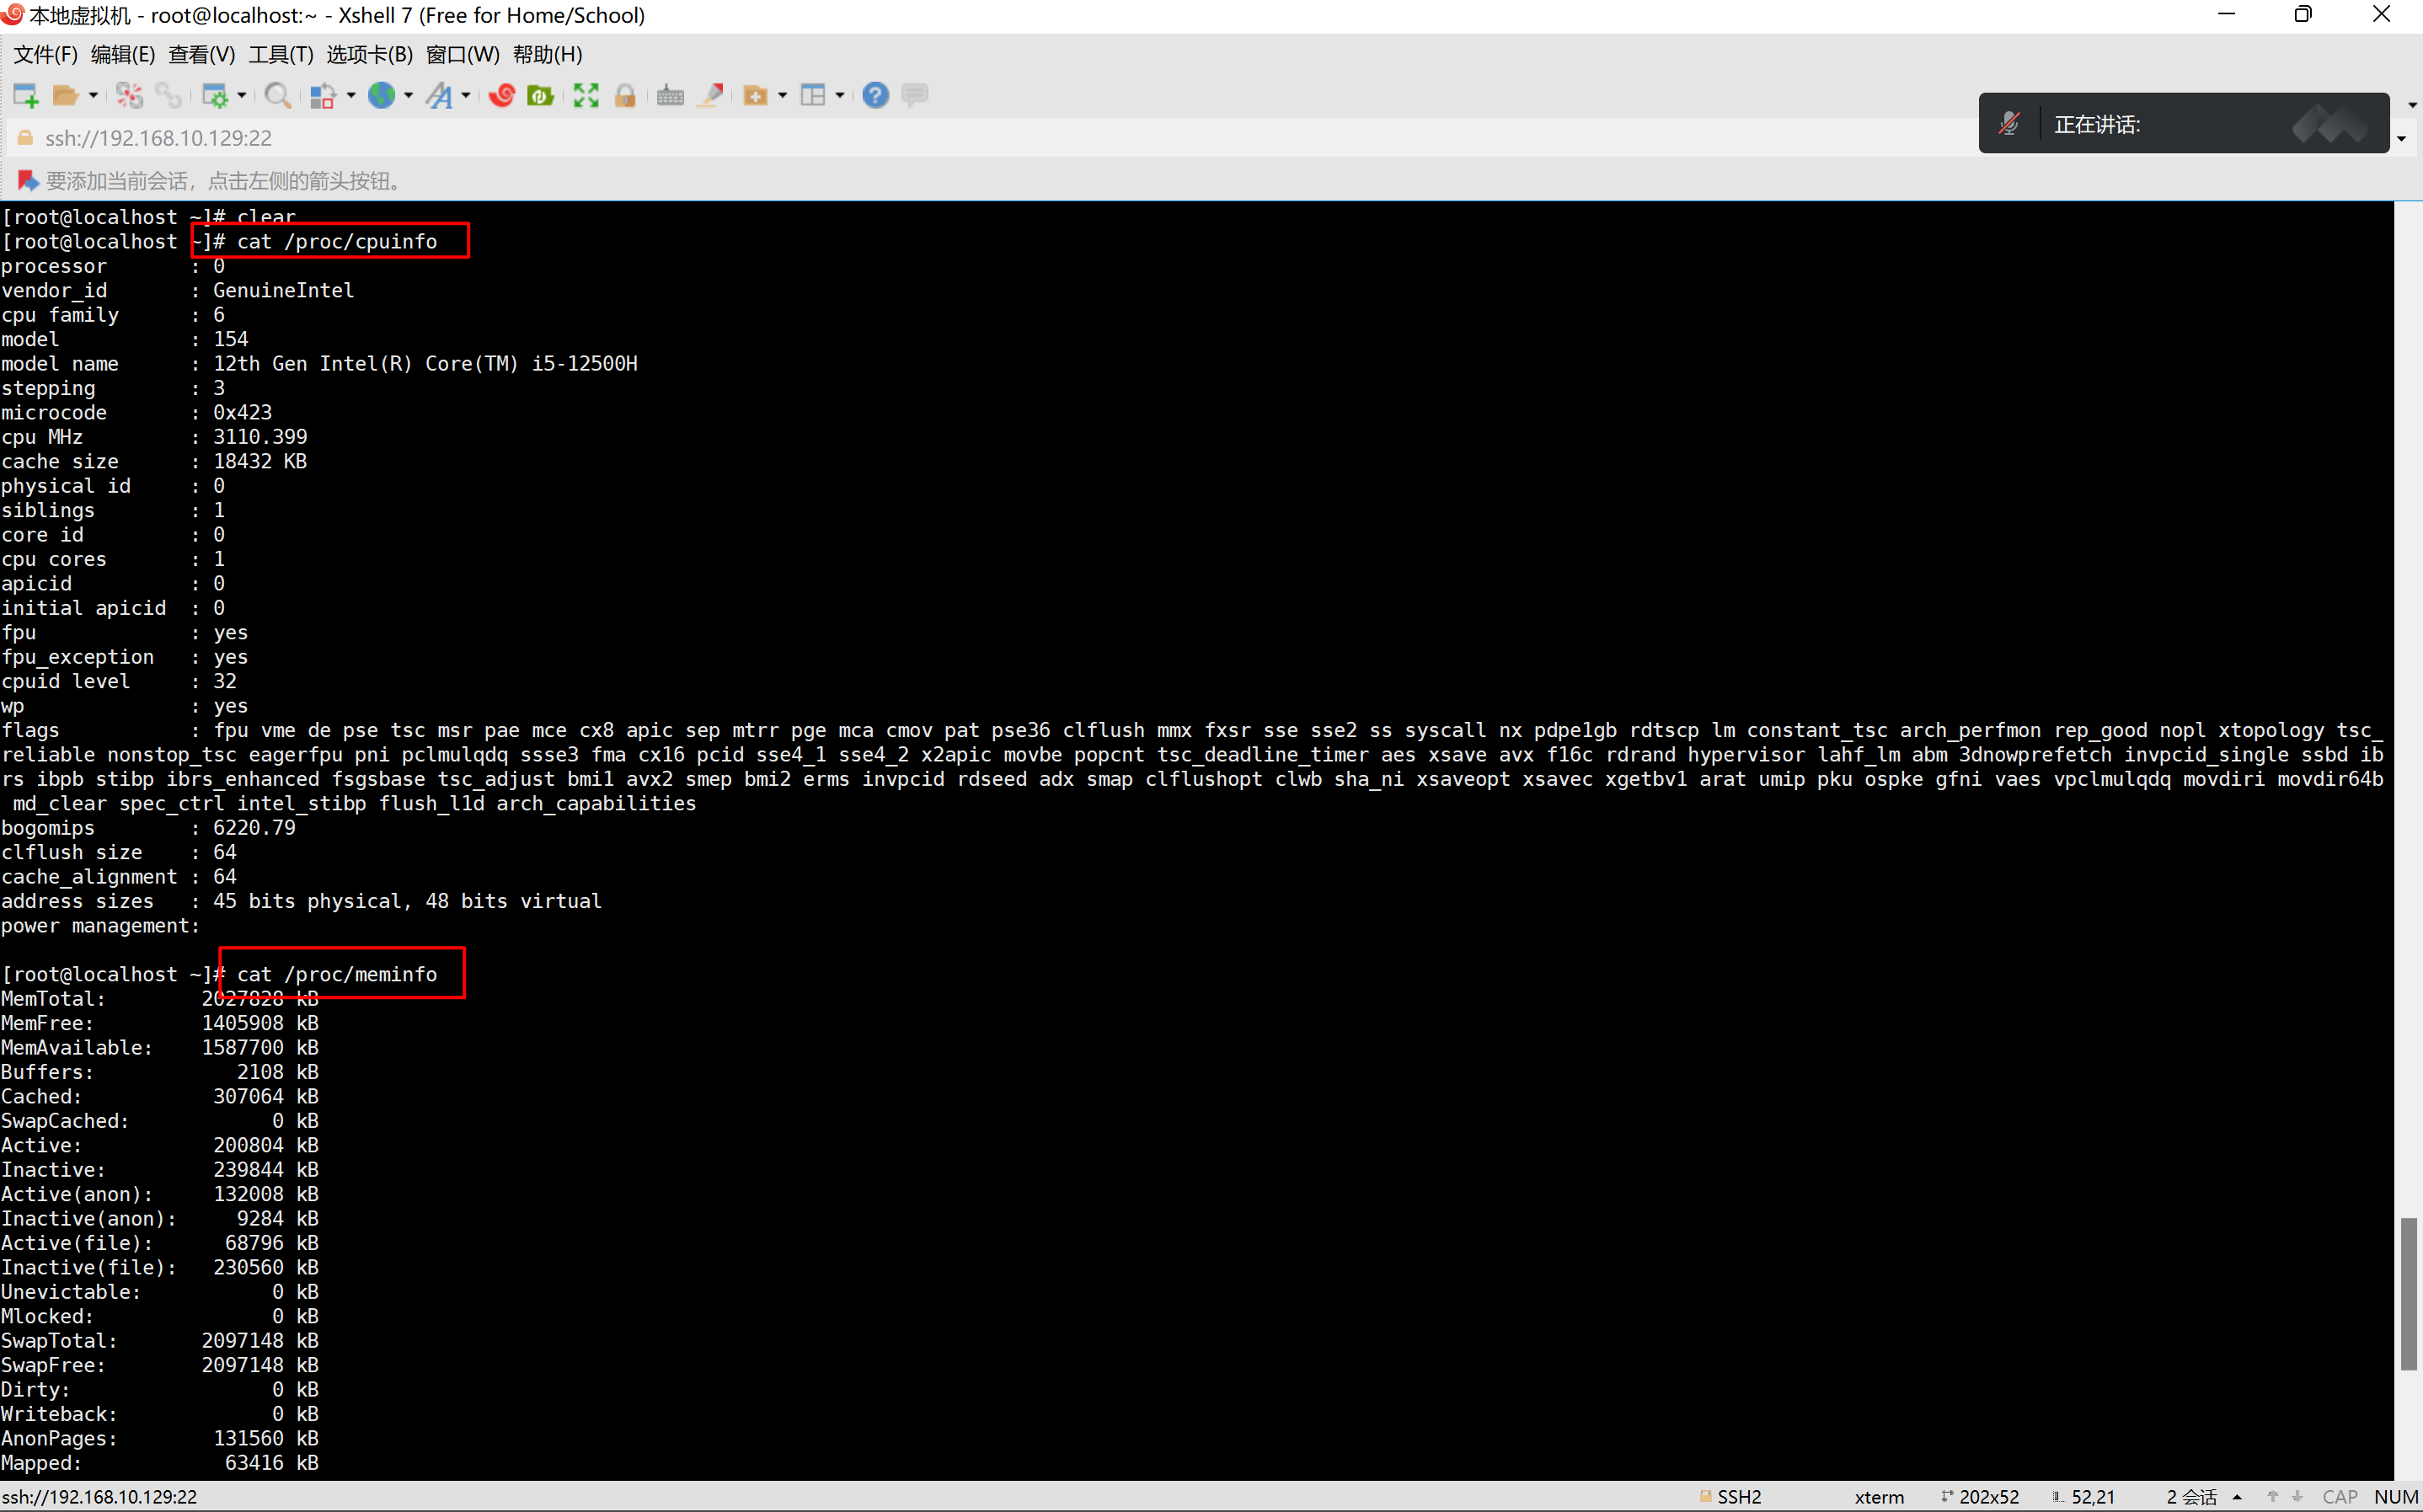 本地虚拟机 - root@localhost:~ - Xshell 7 (Free for Home/School)
文件(F) 编辑(E) 查看(V) 工具(T) 选项卡(B) 窗口(W) 帮助(H)
ssh://192.168.10.129:22
正在讲话:
要添加当前会话，点击左侧的箭头按钮。
[root@localhost ~]# clear
[root@localhost ~]# cat /proc/cpuinfo
processor : 0
vendor_id : GenuineIntel
cpu family : 6
model : 154
model name : 12th Gen Intel(R) Core(TM) i5-12500H
stepping : 3
microcode : 0x423
cpu MHz : 3110.399
cache size : 18432 KB
physical id : 0
siblings : 1
core id : 0
cpu cores : 1
apicid : 0
initial apicid : 0
fpu : yes
fpu_exception : yes
cpuid level : 32
wp : yes
flags : fpu vme de pse tsc msr pae mce cx8 apic sep mtrr pge mca cmov pat pse36 clflush mmx fxsr sse sse2 ss syscall nx pdpe1gb rdtscp lm constant_tsc arch_perfmon rep_good nopl xtopology tsc_
reliable nonstop_tsc eagerfpu pni pclmulqdq ssse3 fma cx16 pcid sse4_1 sse4_2 x2apic movbe popcnt tsc_deadline_timer aes xsave avx f16c rdrand hypervisor lahf_lm abm 3dnowprefetch invpcid_single ssbd ib
rs ibpb stibp ibrs_enhanced fsgsbase tsc_adjust bmi1 avx2 smep bmi2 erms invpcid rdseed adx smap clflushopt clwb sha_ni xsaveopt xsavec xgetbv1 arat umip pku ospke gfni vaes vpclmulqdq movdiri movdir64b
md_clear spec_ctrl intel_stibp flush_l1d arch_capabilities
bogomips : 6220.79
clflush size : 64
cache_alignment : 64
address sizes : 45 bits physical, 48 bits virtual
power management:
[root@localhost ~]# cat /proc/meminfo
MemTotal: 2027828 kB
MemFree: 1405908 kB
MemAvailable: 1587700 kB
Buffers: 2108 kB
Cached: 307064 kB
SwapCached: 0 kB
Active: 200804 kB
Inactive: 239844 kB
Active(anon): 132008 kB
Inactive(anon): 9284 kB
Active(file): 68796 kB
Inactive(file): 230560 kB
Unevictable: 0 kB
Mlocked: 0 kB
SwapTotal: 2097148 kB
SwapFree: 2097148 kB
Dirty: 0 kB
Writeback: 0 kB
AnonPages: 131560 kB
Mapped: 63416 kB
ssh://192.168.10.129:22 SSH2 xterm 202x52 52,21 2 会话 CAP NUM